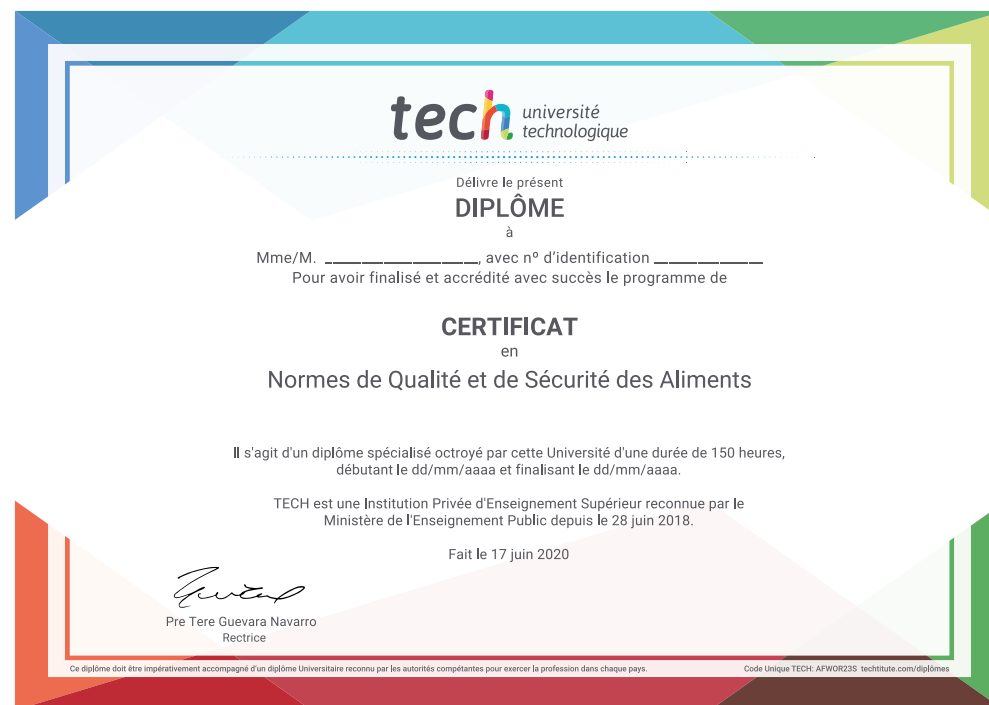 tech université
technologique
Délivre le présent
DIPLÔME
à
Mme/M. ____________________, avec nº d'identification ______________
Pour avoir finalisé et accrédité avec succès le programme de
CERTIFICAT
en
Normes de Qualité et de Sécurité des Aliments
Il s'agit d'un diplôme spécialisé octroyé par cette Université d'une durée de 150 heures,
débutant le dd/mm/aaaa et finalisant le dd/mm/aaaa.
TECH est une Institution Privée d'Enseignement Supérieur reconnue par le
Ministère de l'Enseignement Public depuis le 28 juin 2018.
Fait le 17 juin 2020
Pre Tere Guevara Navarro
Rectrice
Ce diplôme doit être impérativement accompagné d'un diplôme Universitaire reconnu par les autorités compétantes pour exercer la profession dans chaque pays.
Code Unique TECH: AFWOR23S techtitute.com/diplômes